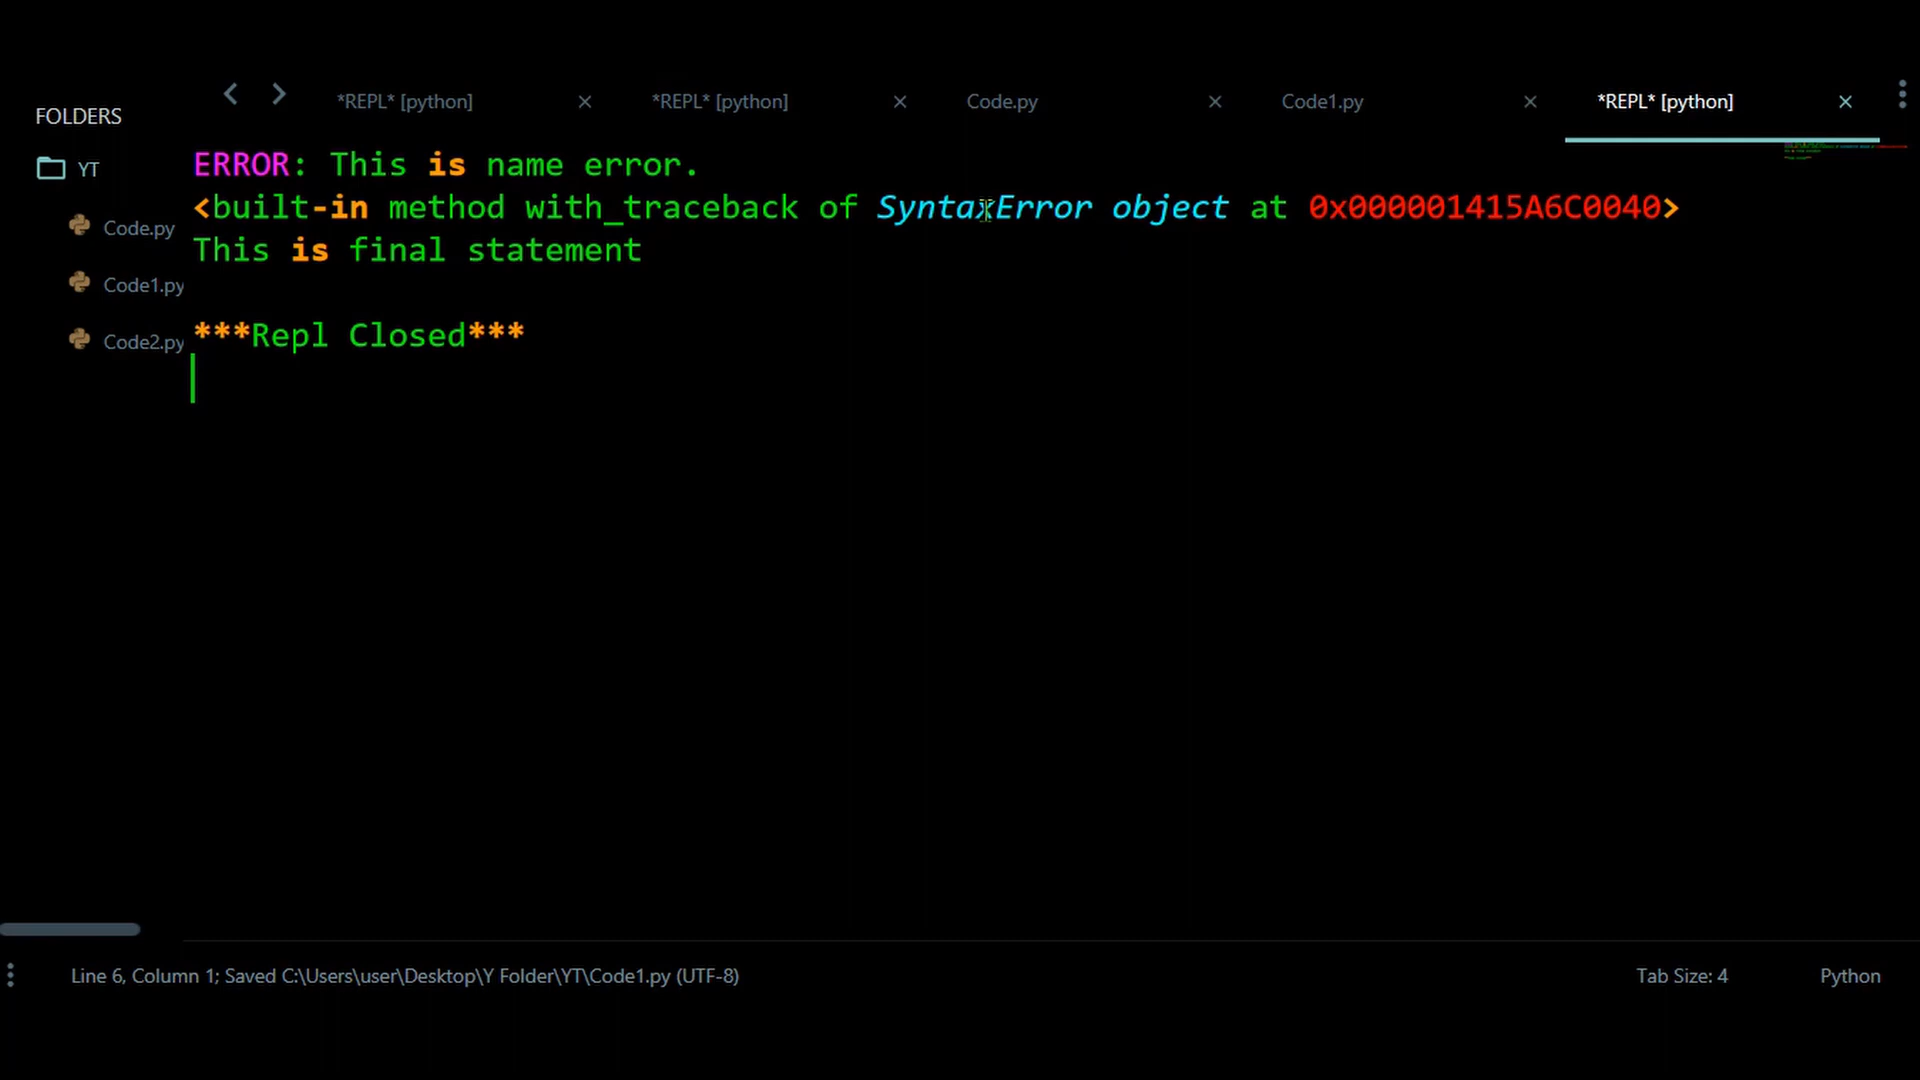 *REPL* [python]
*REPL* [python]
Code.py
Code1.py
*REPL* [python]
FOLDERS
YT
Code.py
Code1.py
Code2.py
ERROR: This is name error.
<built-in method with_traceback of SyntaxError object at 0x000001415A6C0040>
This is final statement
***Repl Closed***
Line 6, Column 1; Saved C:\Users\user\Desktop\Y Folder\YT\Code1.py (UTF-8)
Tab Size: 4
Python